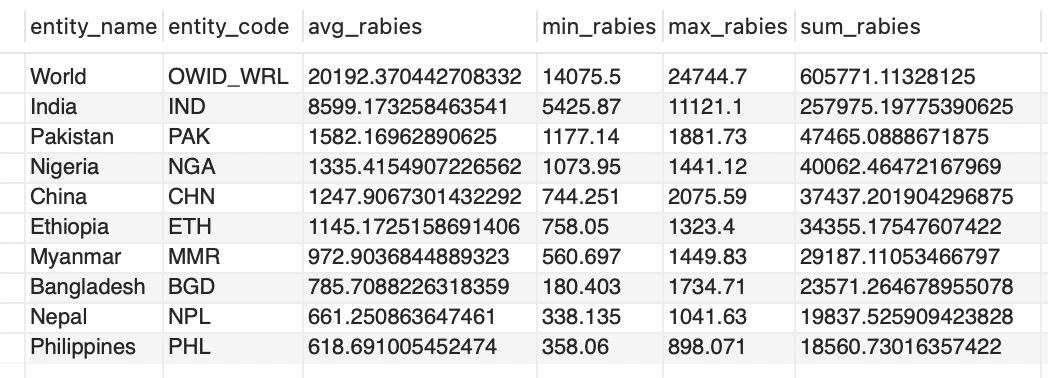 entity_name entity_code avg_rabies min_rabies max_rabies sum_rabies
World OWID_WRL 20192.370442708332 14075.5 24744.7 605771.11328125
India IND 8599.173258463541 5425.87 11121.1 257975.19775390625
Pakistan PAK 1582.16962890625 1177.14 1881.73 47465.0888671875
Nigeria NGA 1335.4154907226562 1073.95 1441.12 40062.46472167969
China CHN 1247.9067301432292 744.251 2075.59 37437.201904296875
Ethiopia ETH 1145.1725158691406 758.05 1323.4 34355.17547607422
Myanmar MMR 972.9036844889323 560.697 1449.83 29187.11053466797
Bangladesh BGD 785.7088226318359 180.403 1734.71 23571.264678955078
Nepal NPL 661.250863647461 338.135 1041.63 19837.525909423828
Philippines PHL 618.691005452474 358.06 898.071 18560.73016357422